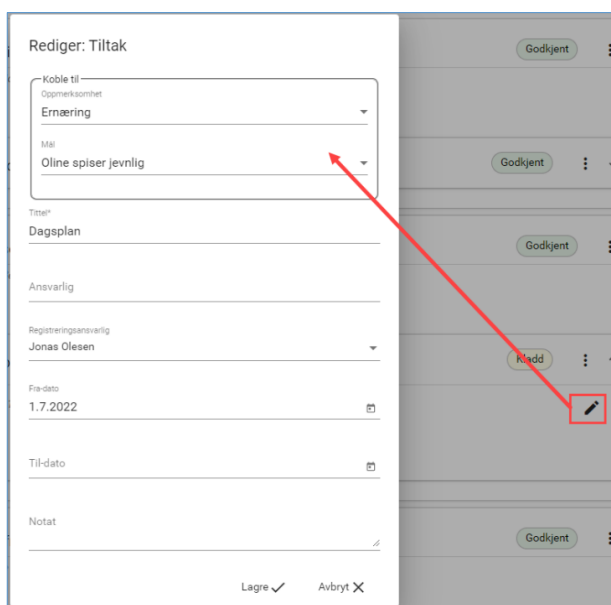 Rediger: Tiltak
Godkjent
Koble til
Oppmerksomhet
Ernæring
Mål
Oline spiser jevnlig
Godkjent
Tittel*
Dagsplan
Godkjent
Ansvarlig
Registreringsansvarlig
Jonas Olesen
Kladd
Fra-dato
1.7.2022
Til-dato
Notat
Godkjent
Lagre Avbryt